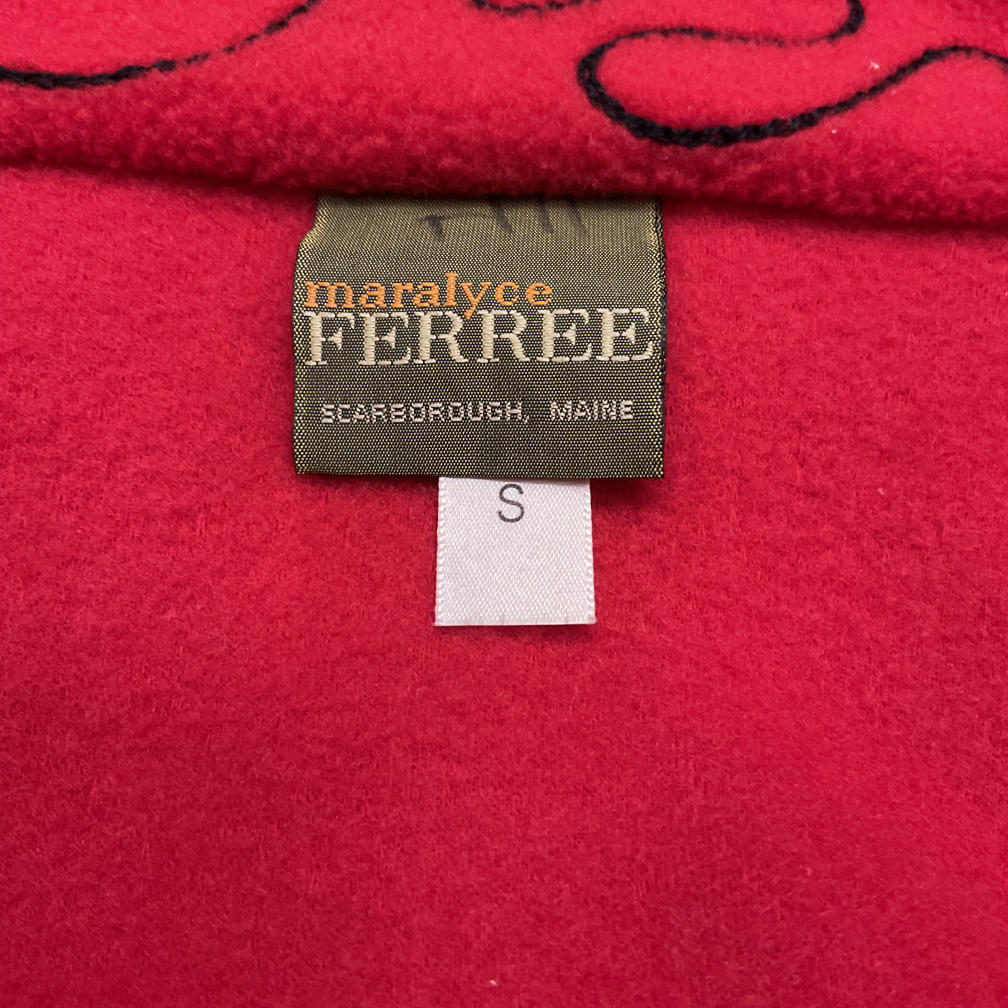 maralyce
FERREE
SCARBOROUGH, MAINE
S